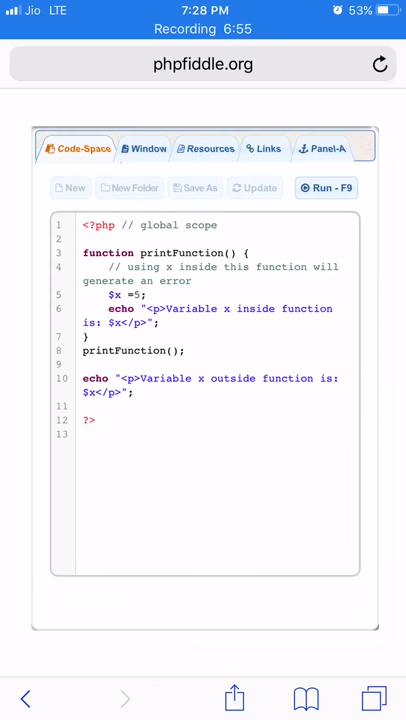 Jio LTE 7:28 PM 53%
Recording 6:55
phpfiddle.org
Code-Space Window Resources Links Panel-A
New New Folder Save As Update Run - F9
1 <?php // global scope
2
3 function printFunction() {
4 // using x inside this function will
generate an error
5 $x =5;
6 echo "<p>Variable x inside function
is: $x</p>";
7 }
8 printFunction();
9
10 echo "<p>Variable x outside function is:
$x</p>";
11
12 ?>
13